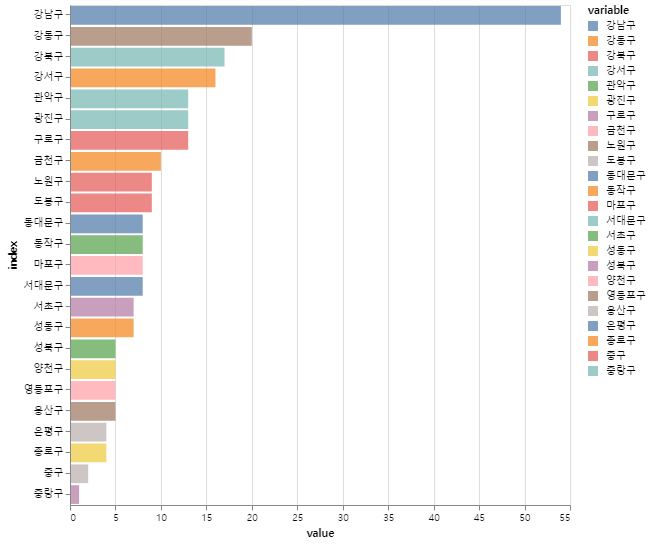 강남구
강동구
강북구
강서구
관악구
광진구
구로구
금천구
노원구
도봉구
동대문구
동작구
마포구
서대문구
서초구
성동구
성북구
양천구
영등포구
용산구
은평구
종로구
중구
중랑구
index
0 5 10 15 20 25 30 35 40 45 50 55
value
variable
강남구
강동구
강북구
강서구
관악구
광진구
구로구
금천구
노원구
도봉구
동대문구
동작구
마포구
서대문구
서초구
성동구
성북구
양천구
영등포구
용산구
은평구
종로구
중구
중랑구